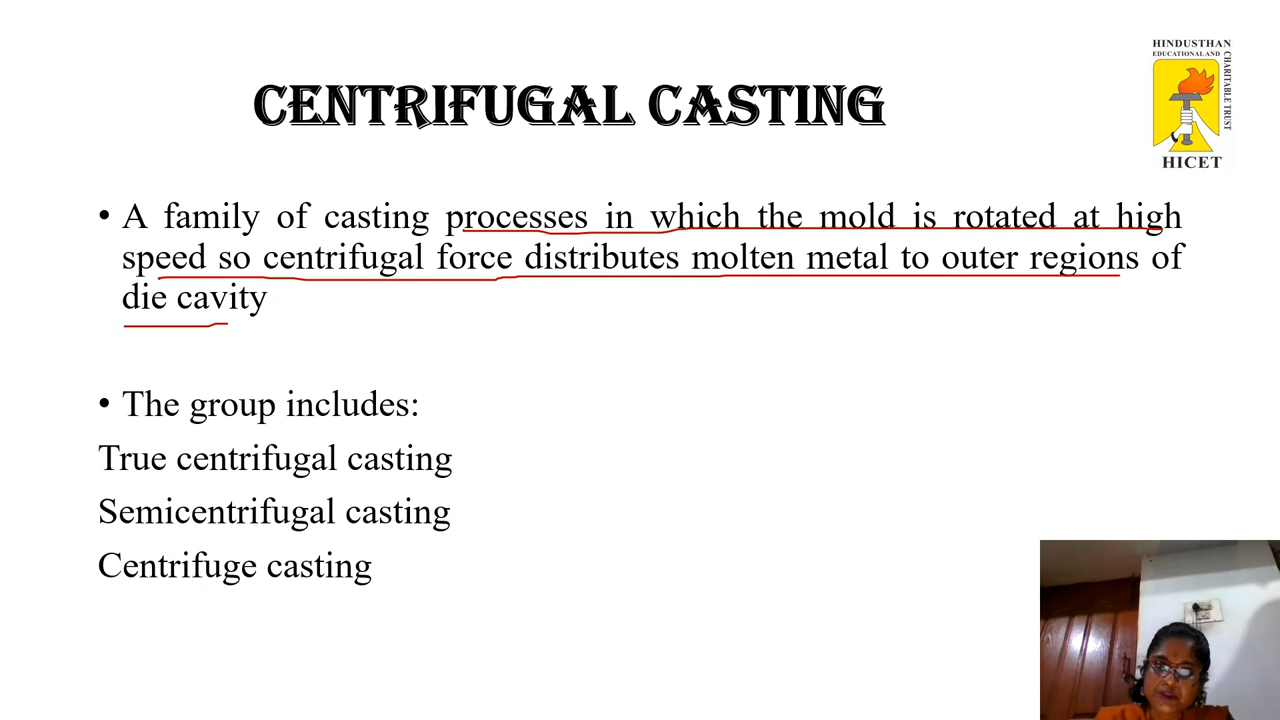 HINDUSTHAN
EDUCATIONAL AND
CHARITABLE TRUST
HICET
CENTRIFUGAL CASTING
• A family of casting processes in which the mold is rotated at high
speed so centrifugal force distributes molten metal to outer regions of
die cavity
• The group includes:
True centrifugal casting
Semicentrifugal casting
Centrifuge casting